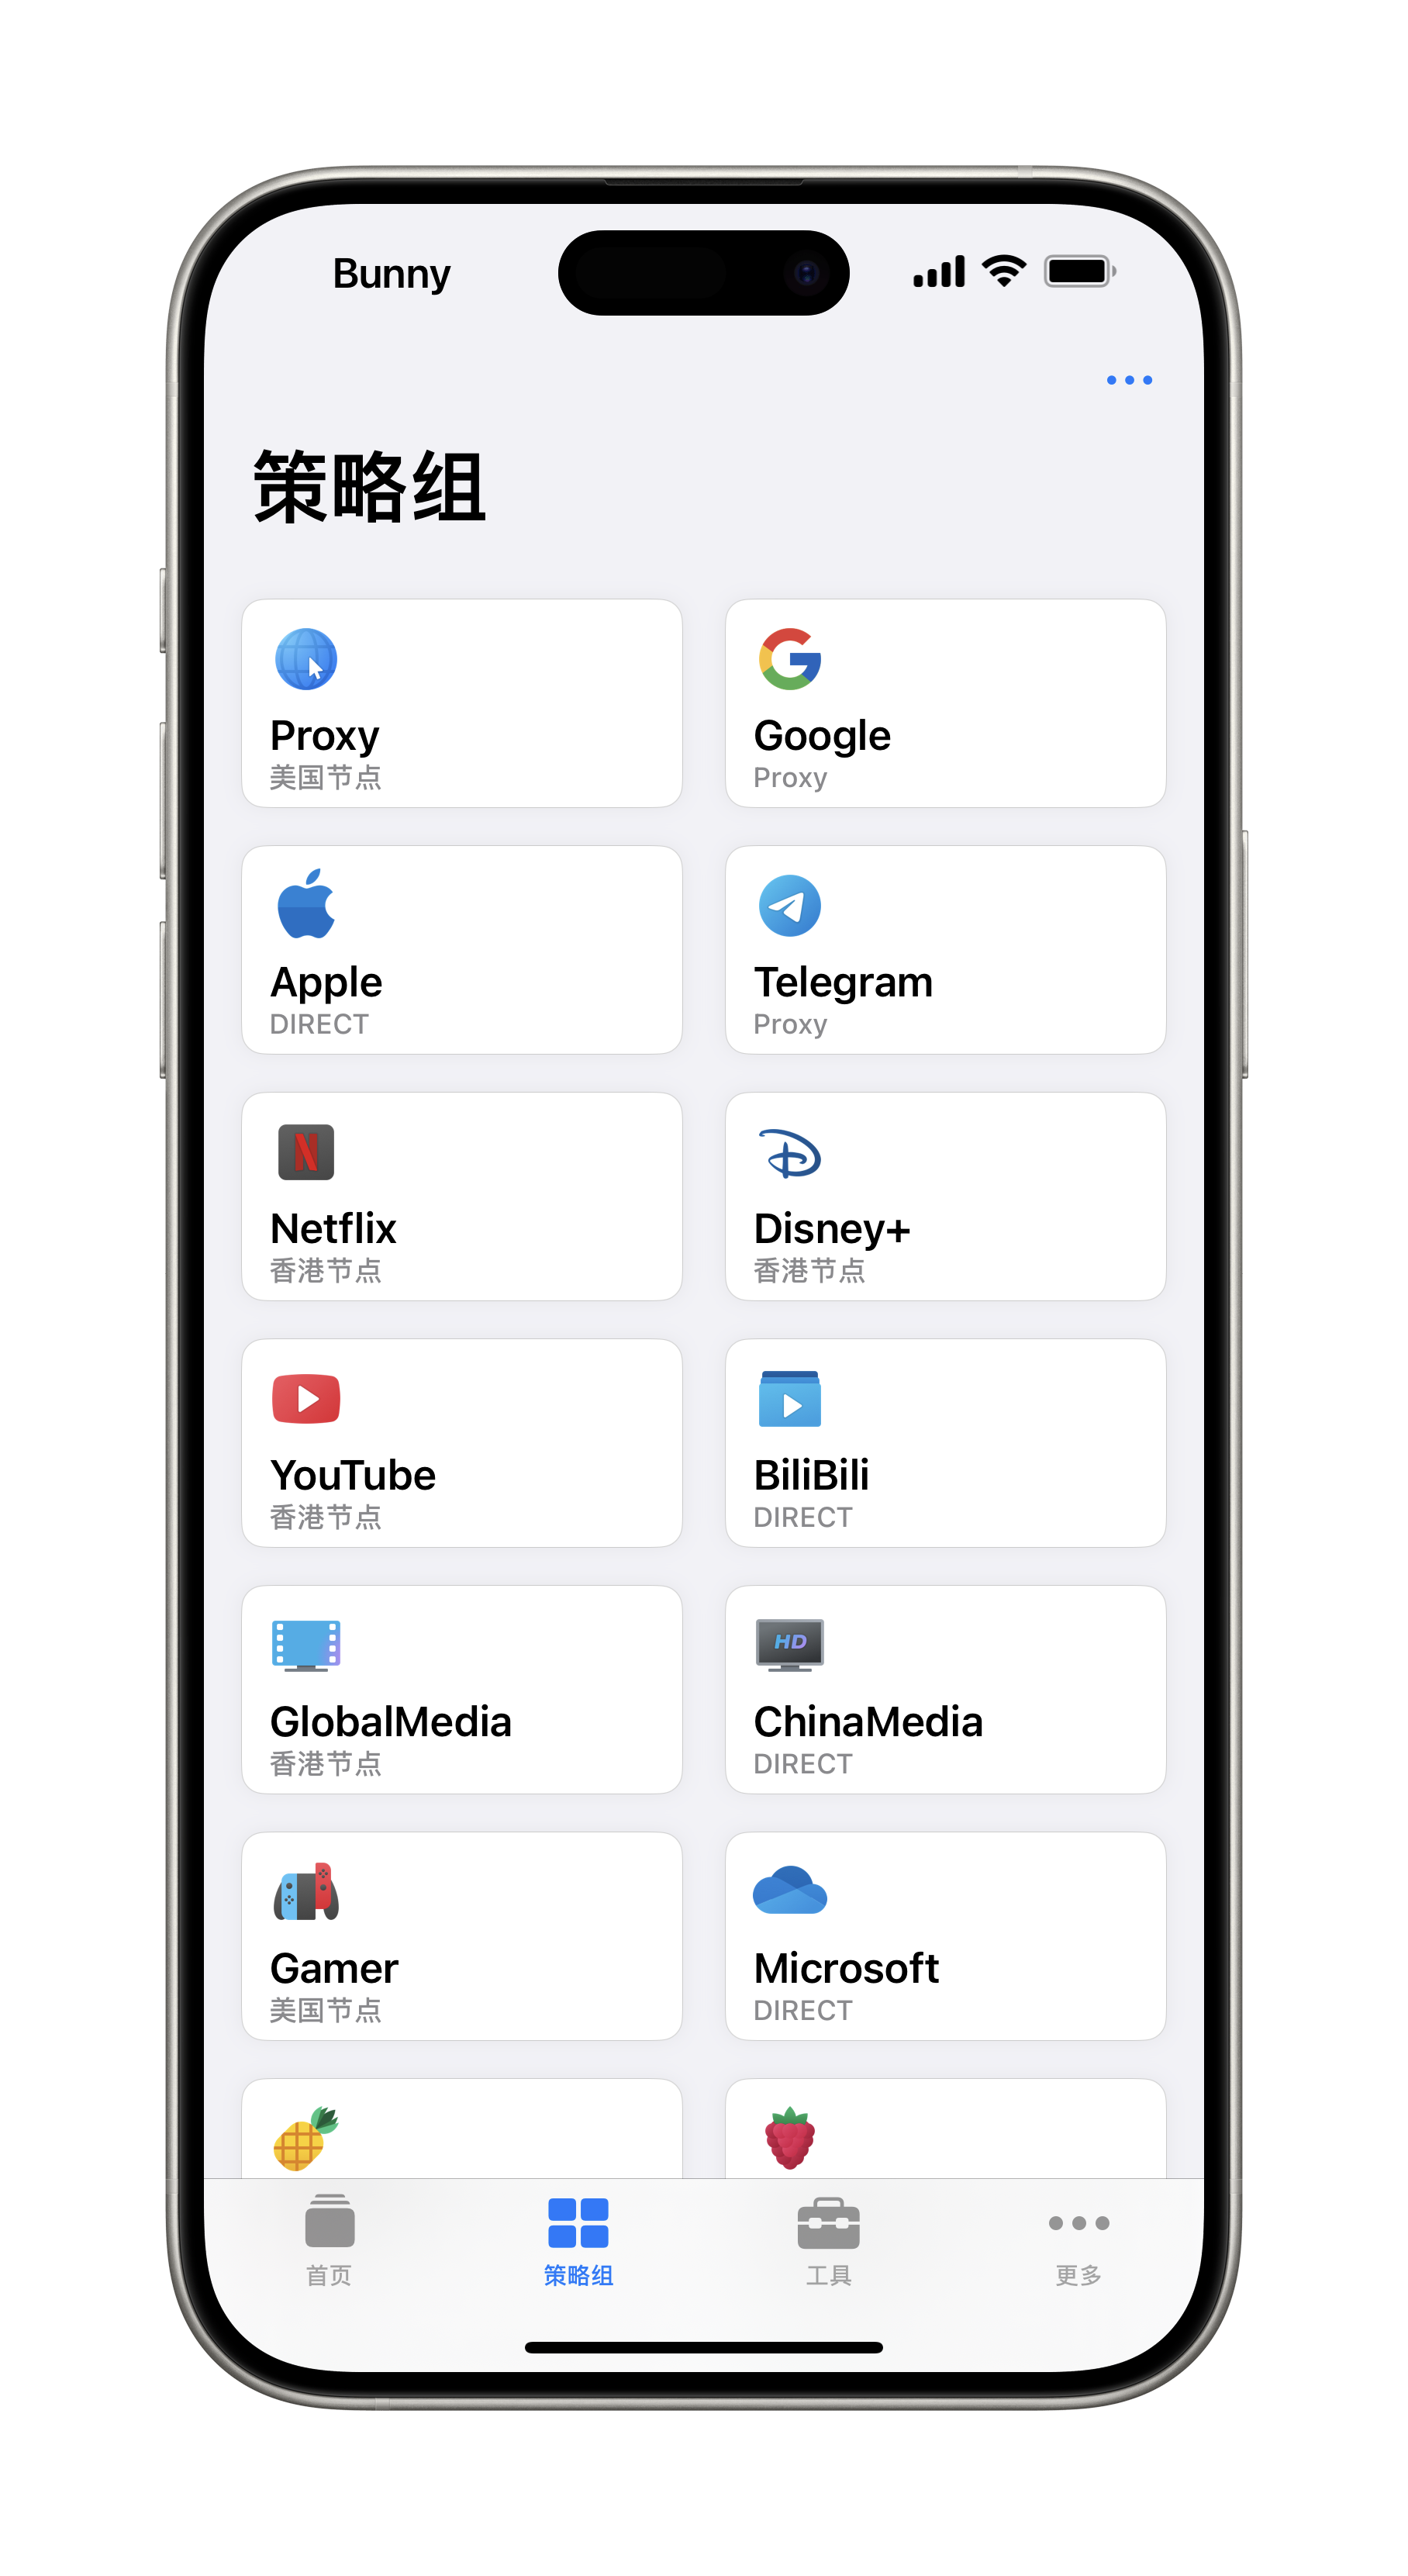 Bunny
策略组
Proxy
美国节点
Google
Proxy
Apple
DIRECT
Telegram
Proxy
N
Netflix
香港节点
Disney+
香港节点
YouTube
香港节点
BiliBili
DIRECT
GlobalMedia
香港节点
HD
ChinaMedia
DIRECT
Gamer
美国节点
Microsoft
DIRECT
首页
策略组
工具
更多